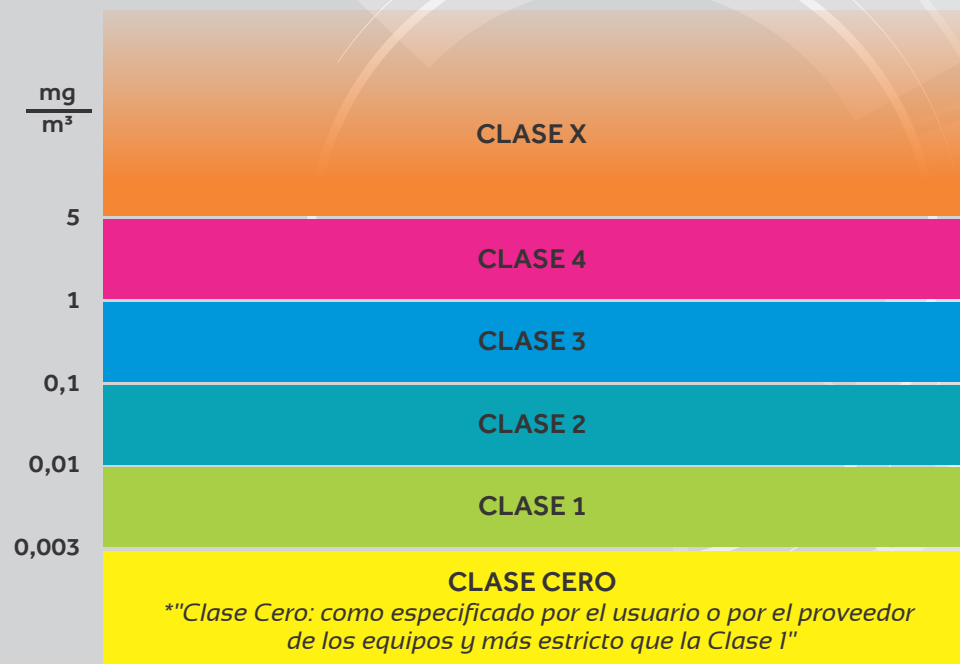 mg
m³
CLASE X
5
CLASE 4
1
CLASE 3
0,1
CLASE 2
0,01
CLASE 1
0,003
CLASE CERO
*"Clase Cero: como especificado por el usuario o por el proveedor
de los equipos y más estricto que la Clase 1"